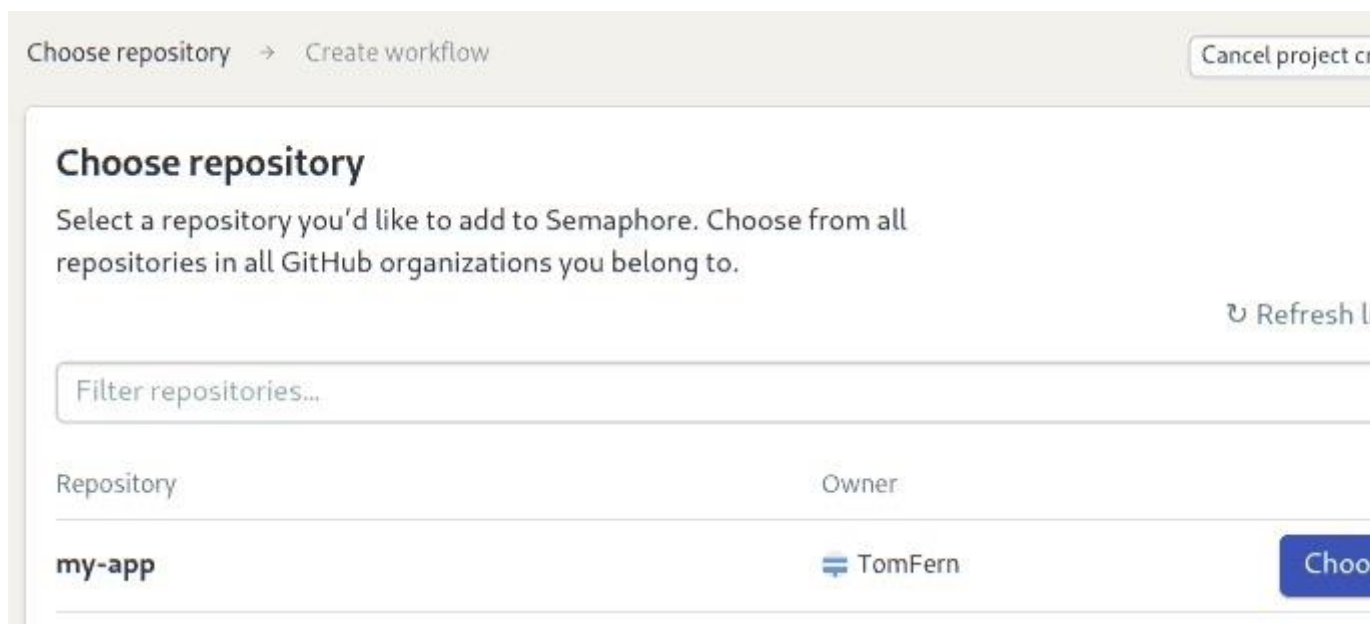 Choose repository → Create workflow
Cancel project cr
Choose repository
Select a repository you'd like to add to Semaphore. Choose from all
repositories in all GitHub organizations you belong to.
↻ Refresh li
Filter repositories...
Repository Owner
my-app TomFern Choo